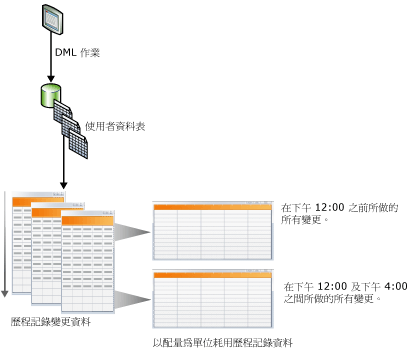 DML 作業
使用者資料表
在下午 12:00 之前所做的
所有變更。
在下午 12:00 及下午 4:00
之間所做的所有變更。
歷程記錄變更資料
以配量為單位耗用歷程記錄資料